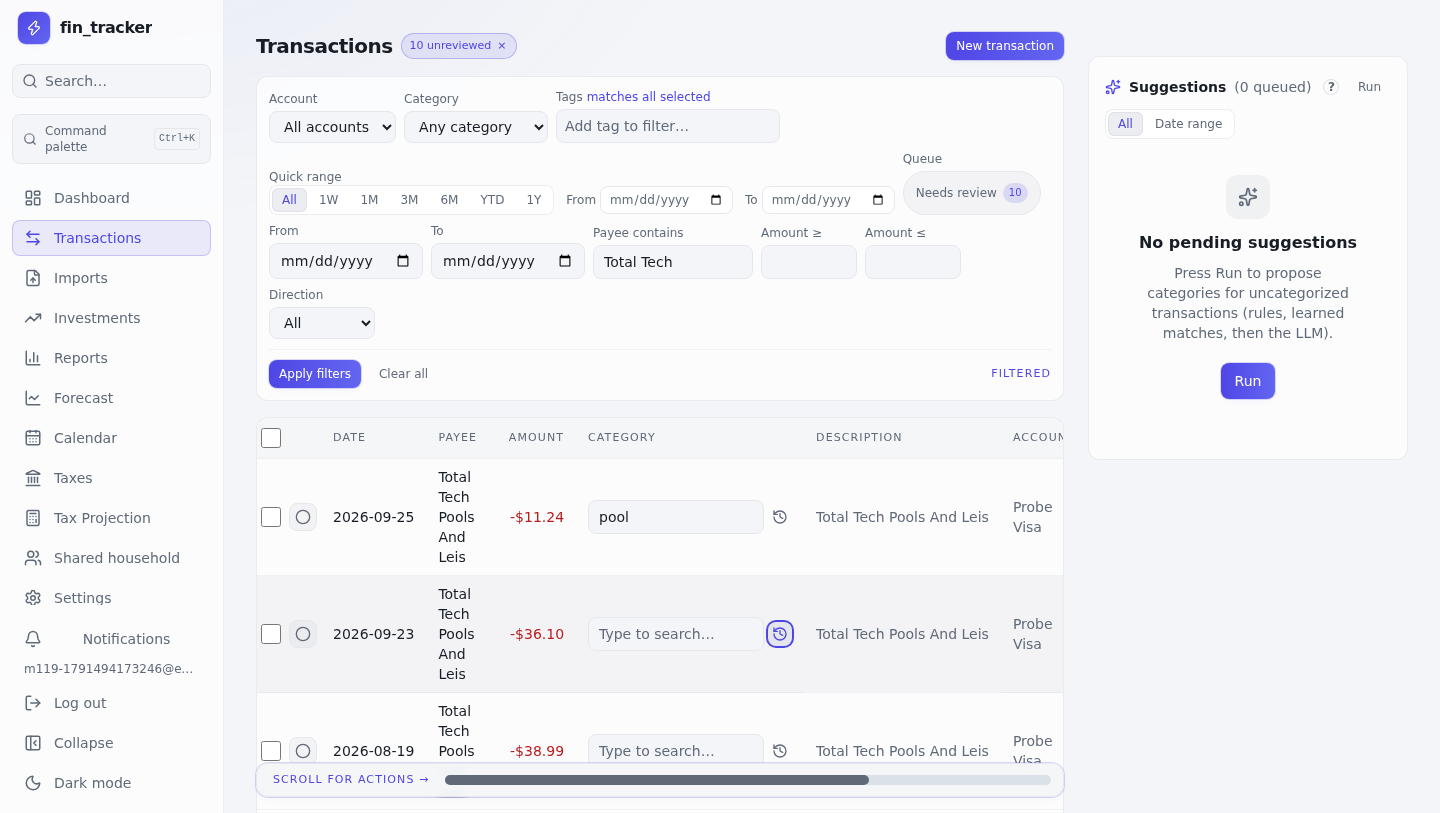 fin_tracker
Search…
Command palette
Ctrl+K
Dashboard
Transactions
Imports
Investments
Reports
Forecast
Calendar
Taxes
Tax Projection
Shared household
Settings
Notifications
m119-1791494173246@e…
Log out
Collapse
Dark mode
Transactions
10 unreviewed ×
New transaction
Account
Category
Tags matches all selected
All accounts
Any category
Add tag to filter…
Quick range
Queue
All 1W 1M 3M 6M YTD 1Y
From mm/dd/yyyy
To mm/dd/yyyy
Needs review 10
From
To
Payee contains
Amount ≥
Amount ≤
mm/dd/yyyy
mm/dd/yyyy
Total Tech
Direction
All
Apply filters
Clear all
FILTERED
DATE PAYEE AMOUNT CATEGORY DESCRIPTION ACCOUN
2026-09-25
Total
Tech
Pools
And
Leis
-$11.24
pool
Total Tech Pools And Leis
Probe
Visa
2026-09-23
Total
Tech
Pools
And
Leis
-$36.10
Type to search…
Total Tech Pools And Leis
Probe
Visa
2026-08-19
Total
Tech
Pools
-$38.99
Type to search…
Total Tech Pools And Leis
Probe
Visa
SCROLL FOR ACTIONS →
Suggestions (0 queued) ? Run
All Date range
No pending suggestions
Press Run to propose
categories for uncategorized
transactions (rules, learned
matches, then the LLM).
Run